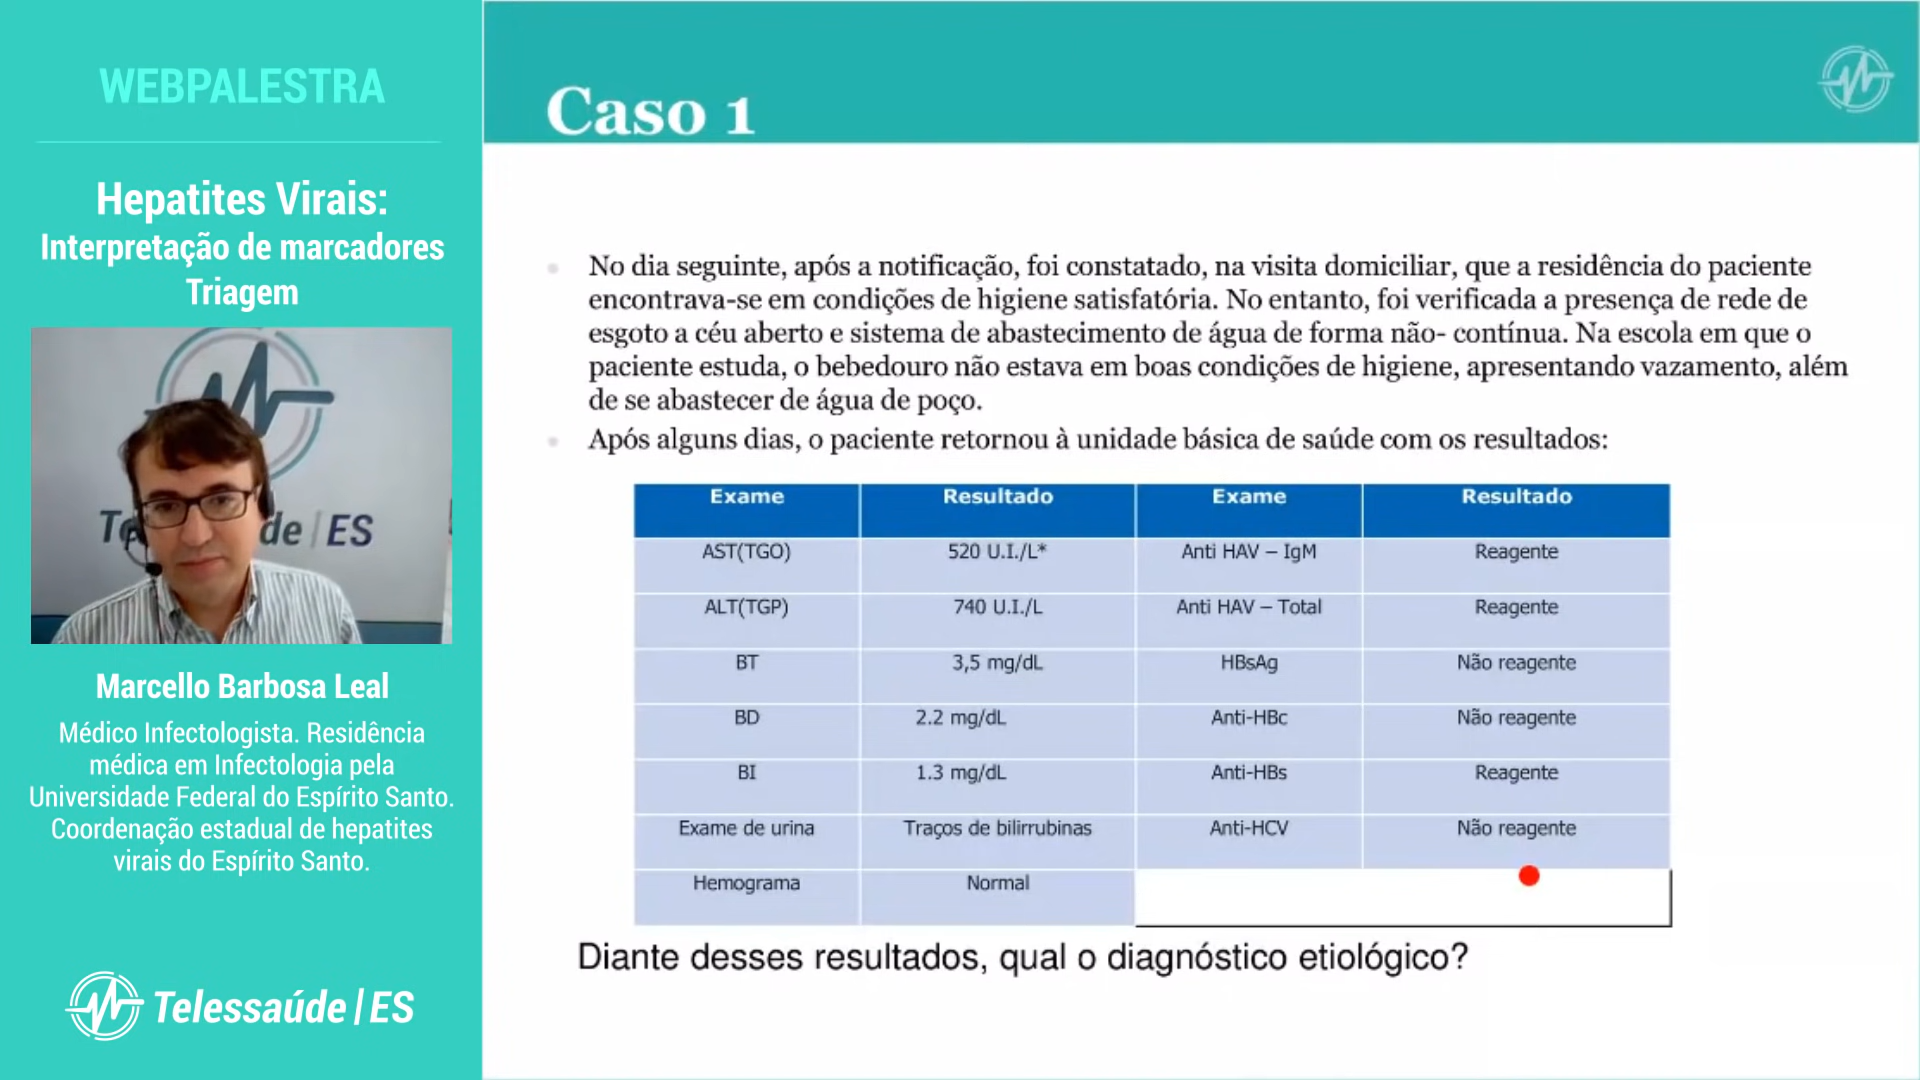 WEBPALESTRA
Hepatites Virais:
Interpretação de marcadores
Triagem
Telessaúde|ES
Marcello Barbosa Leal
Médico Infectologista. Residência
médica em Infectologia pela
Universidade Federal do Espírito Santo.
Coordenação estadual de hepatites
virais do Espírito Santo.
Telessaúde|ES
Caso 1
No dia seguinte, após a notificação, foi constatado, na visita domiciliar, que a residência do paciente
encontrava-se em condições de higiene satisfatória. No entanto, foi verificada a presença de rede de
esgoto a céu aberto e sistema de abastecimento de água de forma não- contínua. Na escola em que o
paciente estuda, o bebedouro não estava em boas condições de higiene, apresentando vazamento, além
de se abastecer de água de poço.
Após alguns dias, o paciente retornou à unidade básica de saúde com os resultados:
Exame Resultado Exame Resultado
AST(TGO) 520 U.I./L* Anti HAV – IgM Reagente
ALT(TGP) 740 U.I./L Anti HAV – Total Reagente
BT 3,5 mg/dL HBsAg Não reagente
BD 2.2 mg/dL Anti-HBc Não reagente
BI 1.3 mg/dL Anti-HBs Reagente
Exame de urina Traços de bilirrubinas Anti-HCV Não reagente
Hemograma Normal
Diante desses resultados, qual o diagnóstico etiológico?